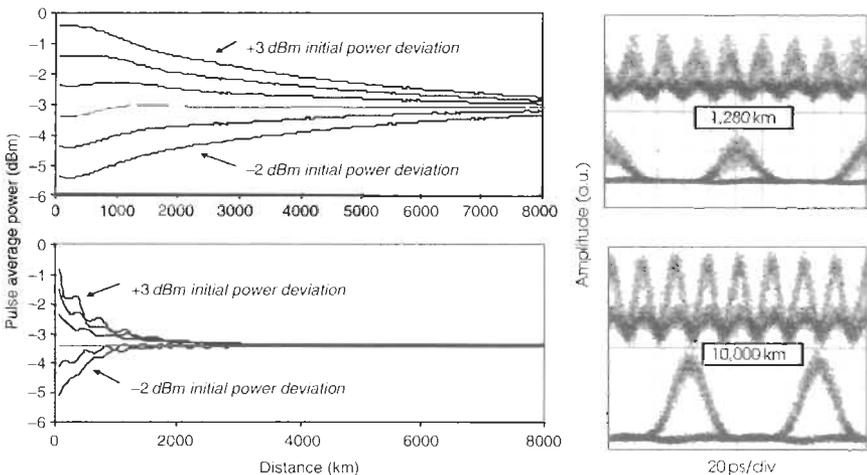 0
−1
−2
−3
−4
−5
−6
+3 dBm initial power deviation
−2 dBm initial power deviation
0 1000 2000 3000 4000 5000 6000 7000 8000
Pulse average power (dBm)
0
−1
−2
−3
−4
−5
−6
+3 dBm initial power deviation
−2 dBm initial power deviation
0 2000 4000 6000 8000
Distance (km)
Amplitude (a.u.)
1,280 km
10,000 km
20 ps/div